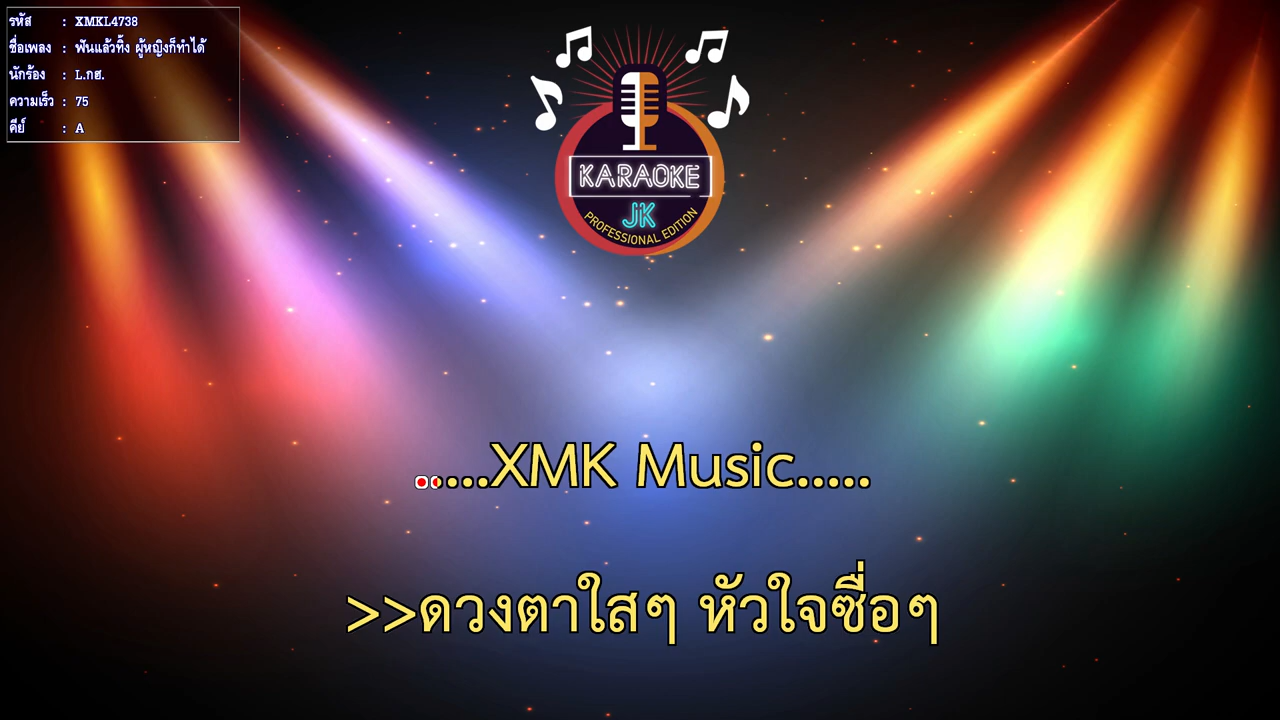 รหัส : XMKL4738
ชื่อเพลง : ฟันแล้วทิ้ง ผู้หญิงก็ทำได้
นักร้อง : L.กฮ.
ความเร็ว : 75
คีย์ : A
KARAOKE
JK
PROFESSIONAL EDITION
.....XMK Music.....
>>ดวงตาใสๆ หัวใจซื่อๆ